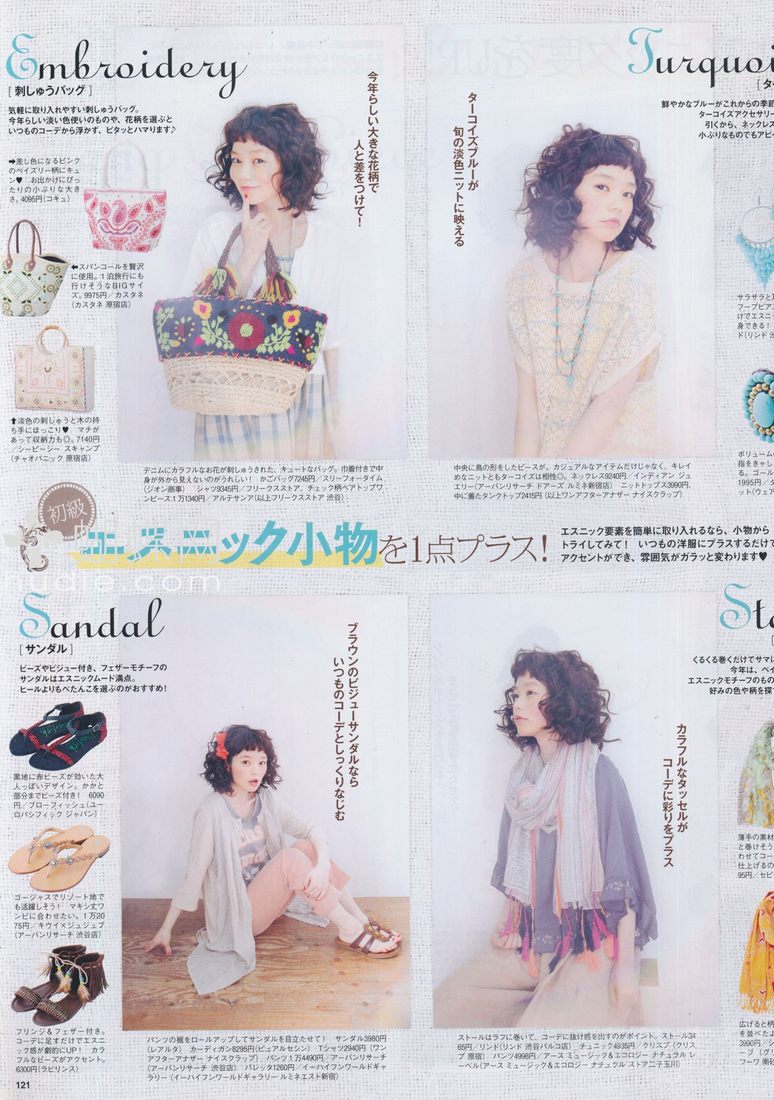 Embroidery
[ 刺しゅうバッグ ]
気軽に取り入れやすい刺しゅうバッグ。
今年らしい淡い色使いのものや、花柄を選ぶと
いつものコーデから浮かず、ピタッとハマります♪
➡差し色になるピンク
のペイズリー柄にキュ
ン♥ お出かけにぴっ
たりの小ぶりな大き
さ。4095円(コキュ)
⬅スパンコールを贅沢
に使用。1泊旅行にも
行けそうなBIGサイ
ズ。9975円/カスタネ
(カスタネ 原宿店)
⬆淡色の刺しゅうと木の持
ち手にほっこり♥ マチが
あって収納力も◎。7140円
/シービーシー スキャンプ
(チャオパニック 原宿店)
今年らしい大きな花柄で
人と差をつけて!
デニムにカラフルなお花が刺しゅうされた、キュートなバッグ。巾着付きで中
身が外から見えないのがうれしい! かごバッグ7245円/スリーフォータイム
(ジオン商事) シャツ9345円/フリークスストア、チェック柄ベアトップワ
ンピース1万1340円/アルテサンア(以上フリークスストア 渋谷)
Turquoi
[ タ
鮮やかなブルーがこれからの季節
ターコイズアクセサリー
引くから、ネックレス
小ぶりなものでもアピー
ターコイズブルーが
旬の淡色ニットに映える
中央に鳥の形をしたビーズが。カジュアルなアイテムだけじゃなく、キレイ
めなニットとも相性◎。ネックレス9240円/インディアン ジュ
エリー(アーバンリサーチ ドアーズ ルミネ新宿店) ニットトップス3990円、
中に着たタンクトップ2415円(以上ワンアフターアナザー ナイスクラップ)
サラサラと
フープピアス
けでエスニッ
身できる!
ド(リンド 渋
ボリューム
指をキャし
る。ゴール
1995円/タ
ン(ウェア
初級
エスニック小物を1点プラス!
エスニック要素を簡単に取り入れるなら、小物から
トライしてみて! いつもの洋服にプラスするだけで
アクセントができ、雰囲気がガラッと変わります♥
nudie.com
Sandal
[ サンダル ]
ビーズやビジュー付き、フェザーモチーフの
サンダルはエスニックムード満点。
ヒールよりもぺたんこを選ぶのがおすすめ!
黒地に赤ビーズが効いた大
人っぽいデザイン。かかと
部分までビーズ付き! 6090
円/ブローフィッシュ(ユー
ロパシフィック ジャパン)
ゴージャスでリゾート地で
も活躍しそう! マキシ丈ワ
ンピに合わせたい。1万20
75円/キウイ×ジュジュブ
(アーバンリサーチ 渋谷店)
フリンジ&フェザー付き。
コーデに足すだけでエスニ
ック感が劇的にUP! カラ
フルなビーズがアクセント。
6300円(ラピリンス)
ブラウンのビジューサンダルなら
いつものコーデとしっくりなじむ
パンツの裾をロールアップしてサンダルを目立たせて! サンダル3980円
(レアルタ) カーディガン8295円(ピュアルセシン) Tシャツ2940円(ワン
アフターアナザー ナイスクラップ) パンツ1万4490円/アーバンリサーチ
(アーバンリサーチ 渋谷店) バレッタ1260円/イーハイフンワールドギャラ
リー(イーハイフンワールドギャラリー ルミネエスト新宿)
Sto
くるくる巻くだけでサマに
今年は、ペイ
エスニックモチーフのもの
好みの色や柄を探
カラフルなタッセルが
コーデに彩りをプラス
ストールはラフに巻いて、コーデに抜け感を出すのがポイント。ストール34
65円/リンド(リンド 渋谷パルコ店) チュニック4935円/クリスプ(クリス
プ 原宿) パンツ4998円/アース ミュージック&エコロジー ナチュラル レ
ーベル(アース ミュージック&エコロジー ナチュラル ストア二子玉川)
薄手の素材
と巻けそう
わせてコー
仕上げるの
95円/セピ
広げると柄
を並べたよ
3990円/シ
121